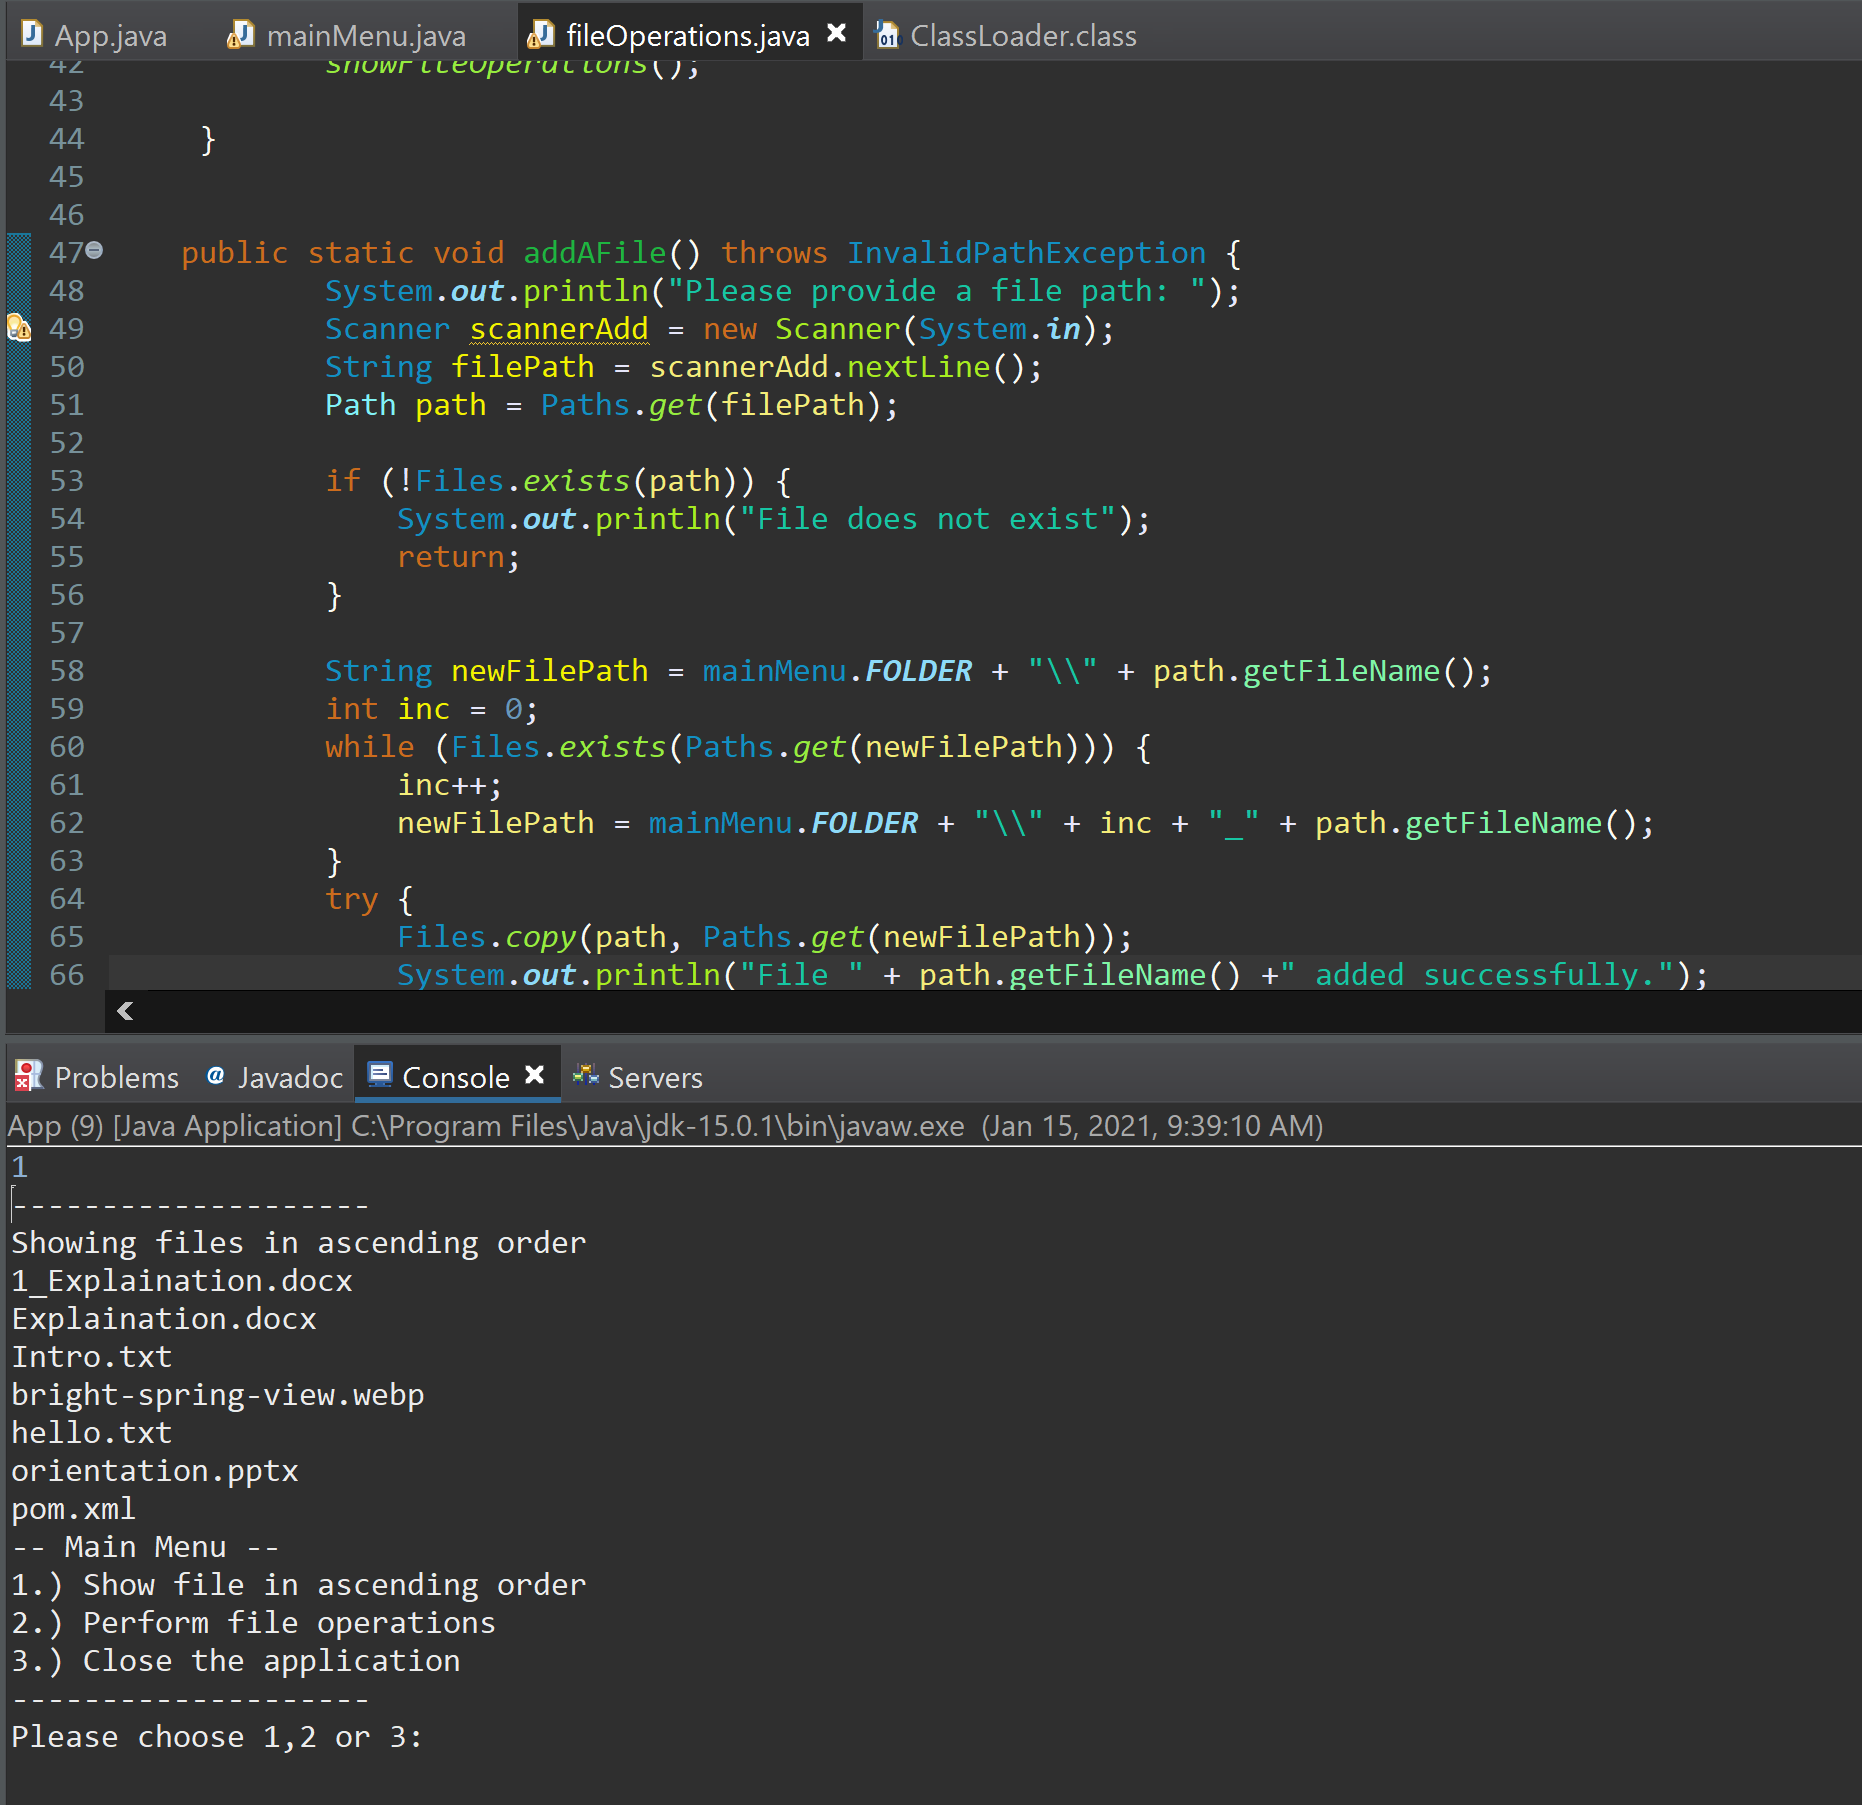 App.java mainMenu.java fileOperations.java ClassLoader.class
42 showFileOperations();
43
44 }
45
46
47 public static void addAFile() throws InvalidPathException {
48 System.out.println("Please provide a file path: ");
49 Scanner scannerAdd = new Scanner(System.in);
50 String filePath = scannerAdd.nextLine();
51 Path path = Paths.get(filePath);
52
53 if (!Files.exists(path)) {
54 System.out.println("File does not exist");
55 return;
56 }
57
58 String newFilePath = mainMenu.FOLDER + "\\" + path.getFileName();
59 int inc = 0;
60 while (Files.exists(Paths.get(newFilePath))) {
61 inc++;
62 newFilePath = mainMenu.FOLDER + "\\" + inc + "_" + path.getFileName();
63 }
64 try {
65 Files.copy(path, Paths.get(newFilePath));
66 System.out.println("File " + path.getFileName() +" added successfully.");
Problems Javadoc Console Servers
App (9) [Java Application] C:\Program Files\Java\jdk-15.0.1\bin\javaw.exe (Jan 15, 2021, 9:39:10 AM)
1
--------------------
Showing files in ascending order
1_Explaination.docx
Explaination.docx
Intro.txt
bright-spring-view.webp
hello.txt
orientation.pptx
pom.xml
-- Main Menu --
1.) Show file in ascending order
2.) Perform file operations
3.) Close the application
--------------------
Please choose 1,2 or 3: